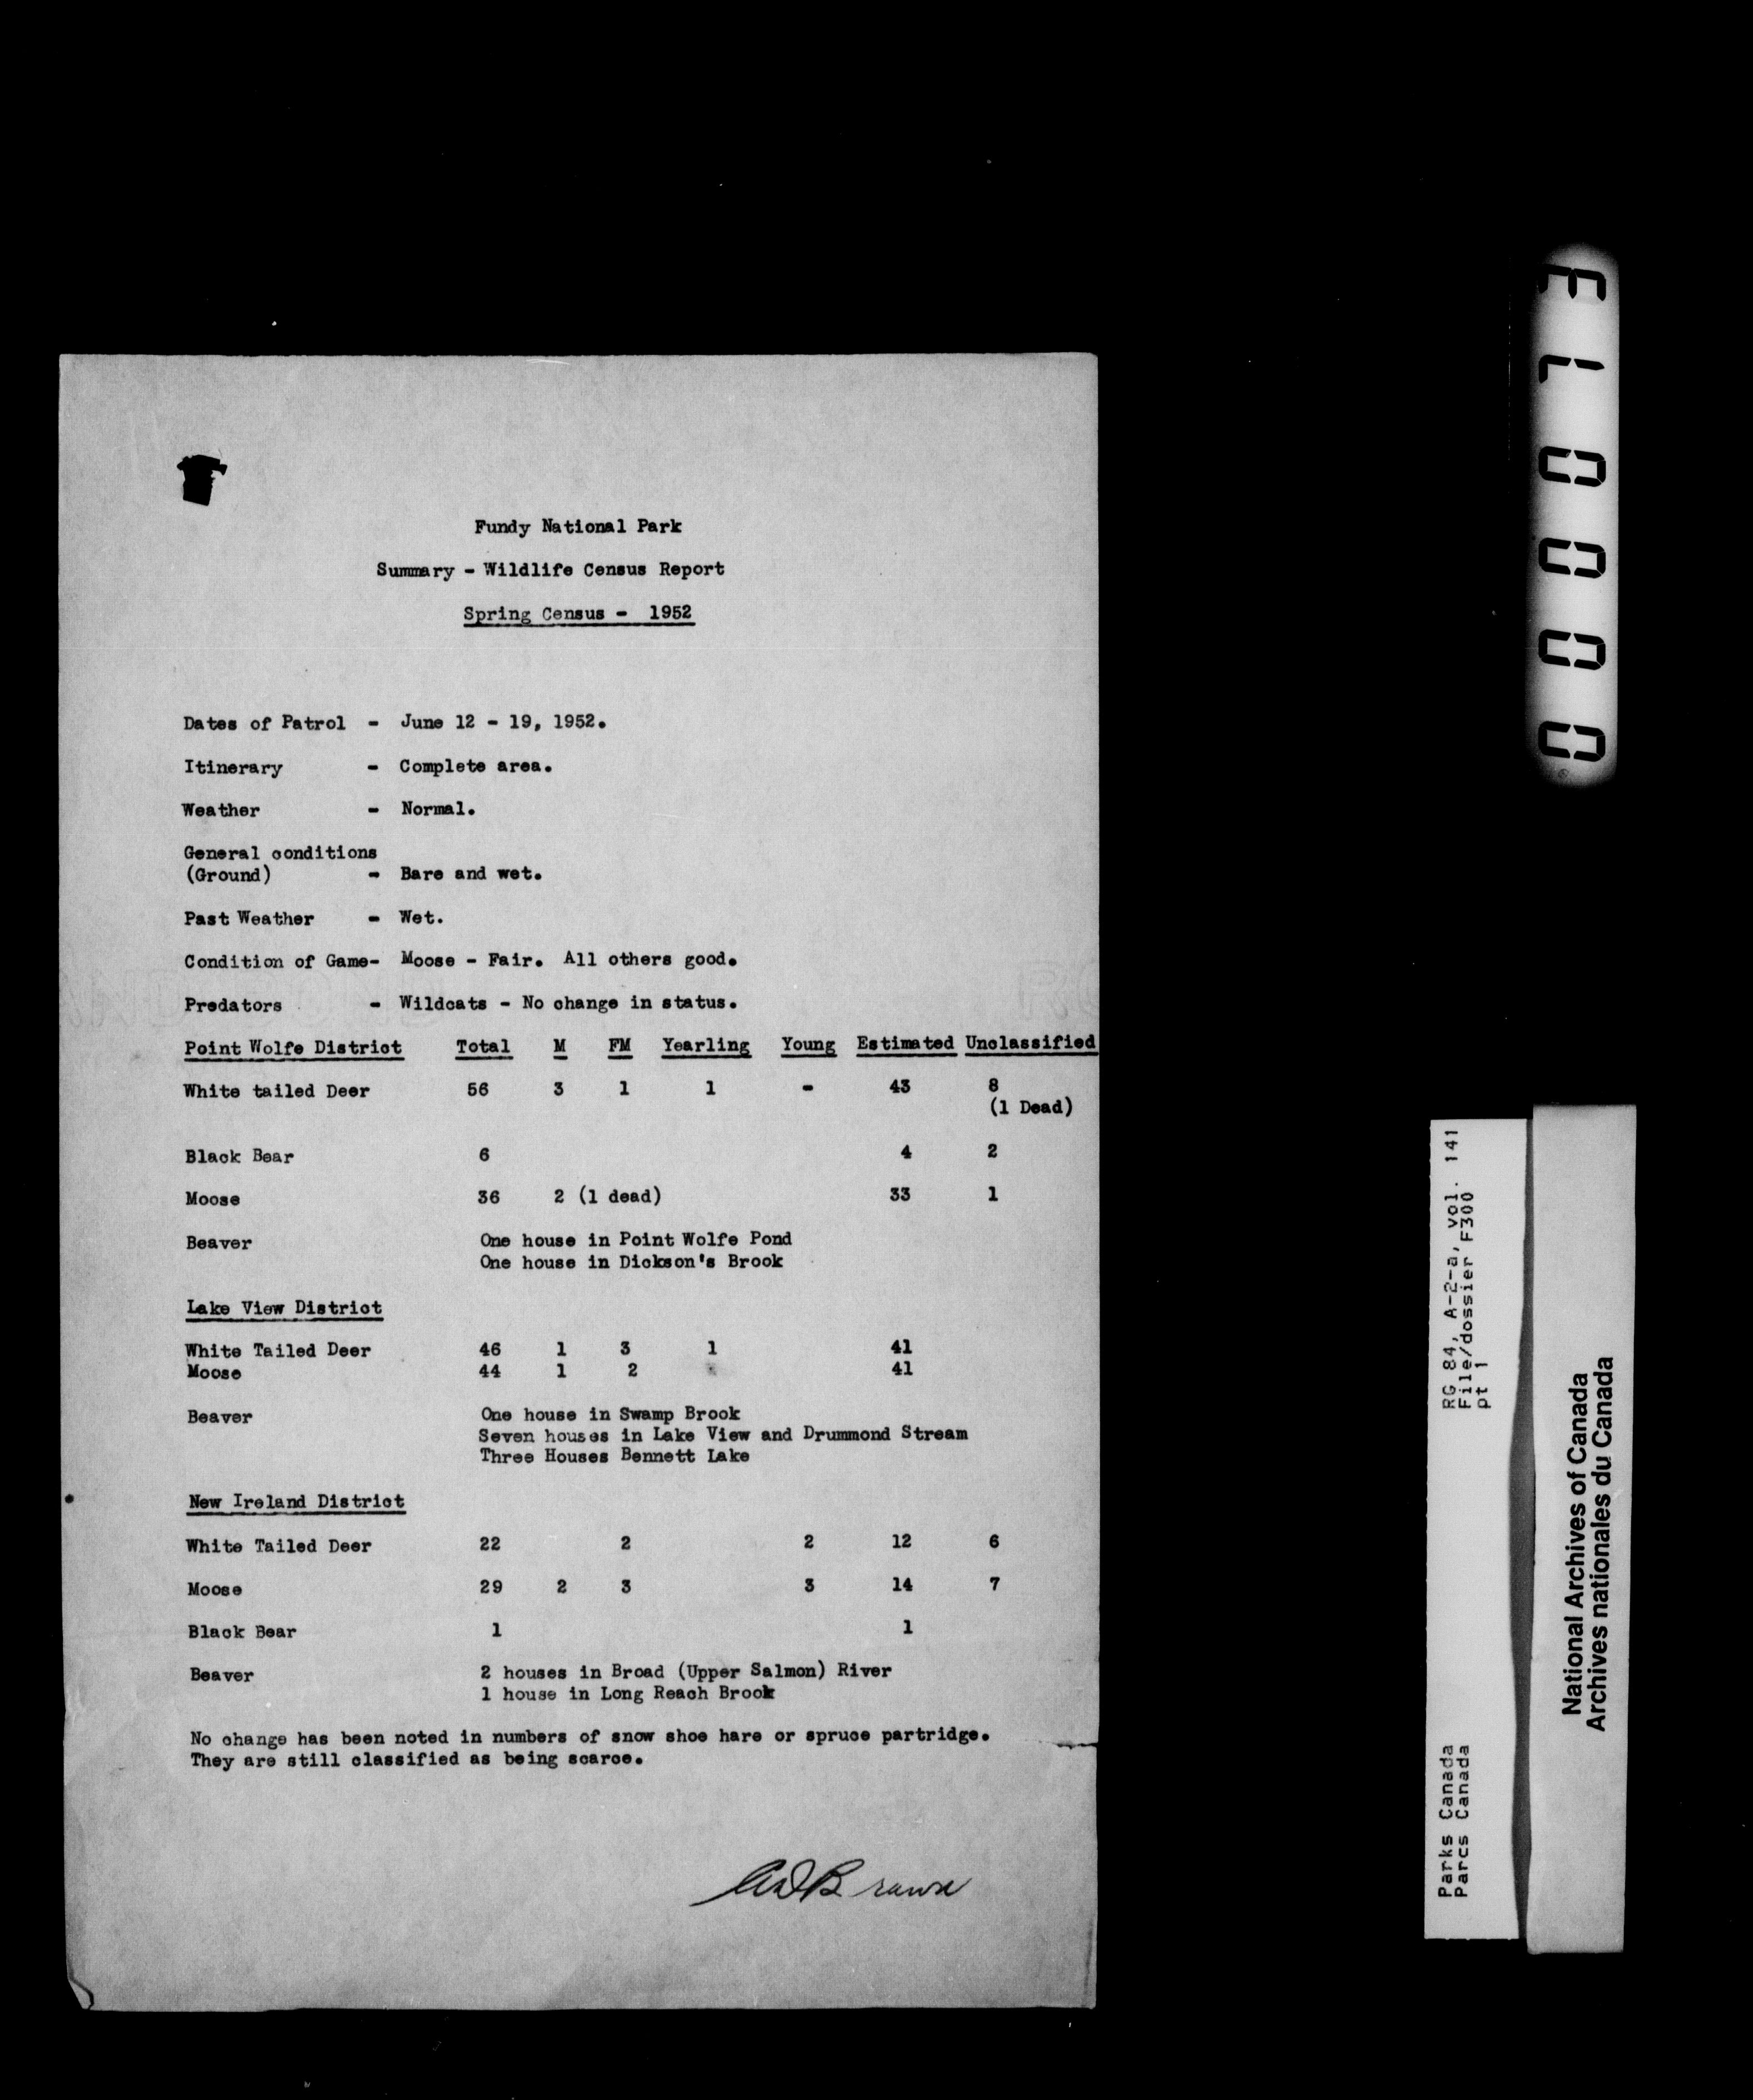 Fundy National Park
Summary - Wildlife Census Report
Spring Census - 1952
Dates of Patrol - June 12 - 19, 1952.
Itinerary - Complete area.
Weather - Normal.
General conditions
(Ground) - Bare and wet.
Past Weather - Wet.
Condition of Game- Moose - Fair. All others good.
Predators - Wildcats - No change in status.
Point Wolfe District Total M FM Yearling Young Estimated Unclassified
White tailed Deer 56 3 1 1 - 43 8
(1 Dead)
Black Bear 6 4 2
Moose 36 2 (1 dead) 33 1
Beaver One house in Point Wolfe Pond
One house in Dickson's Brook
Lake View District
White Tailed Deer 46 1 3 1 41
Moose 44 1 2 41
Beaver One house in Swamp Brook
Seven houses in Lake View and Drummond Stream
Three Houses Bennett Lake
New Ireland District
White Tailed Deer 22 2 2 12 6
Moose 29 2 3 3 14 7
Black Bear 1 1
Beaver 2 houses in Broad (Upper Salmon) River
1 house in Long Reach Brook
No change has been noted in numbers of snow shoe hare or spruce partridge.
They are still classified as being scarce.
Brown
RG 84, A-2-a, vol. 141
File/dossier F300
pt 1
Parks Canada
Parcs Canada
National Archives of Canada
Archives nationales du Canada